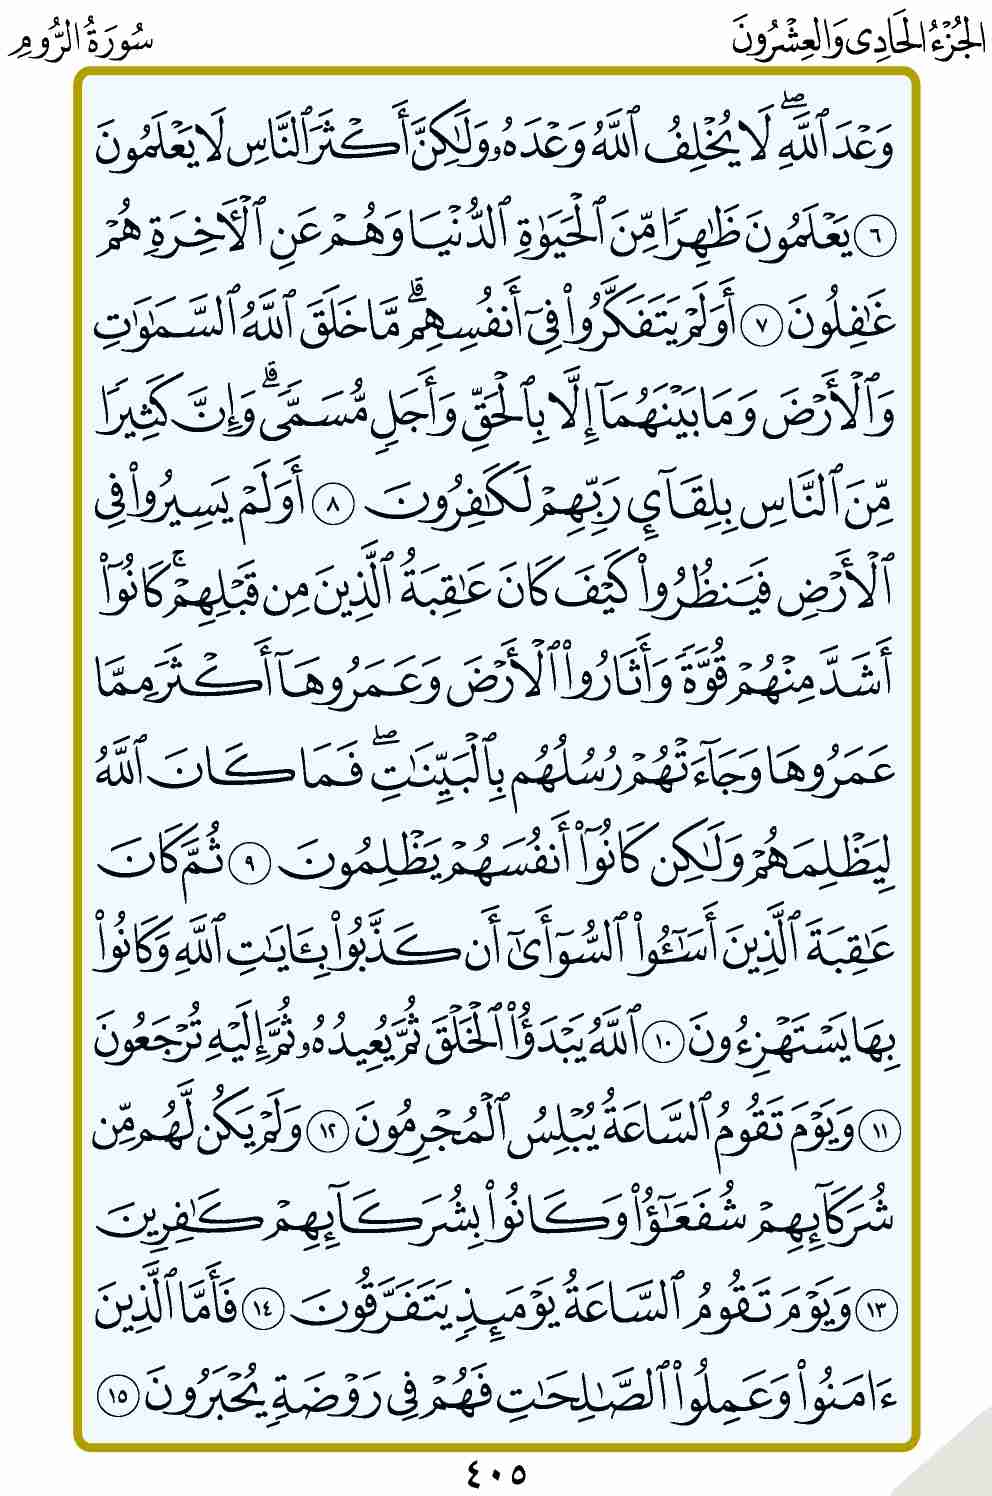 الجُزْءُ الحَادِى وَالعِشْرُونَ
سُورَةُ الرُّومِ
وَعْدَ ٱللَّهِۖ لَا يُخْلِفُ ٱللَّهُ وَعْدَهُۥ وَلَٰكِنَّ أَكْثَرَ ٱلنَّاسِ لَا يَعْلَمُونَ
٦ يَعْلَمُونَ ظَٰهِرًا مِّنَ ٱلْحَيَوٰةِ ٱلدُّنْيَا وَهُمْ عَنِ ٱلْأَخِرَةِ هُمْ
غَٰفِلُونَ ٧ أَوَلَمْ يَتَفَكَّرُوا۟ فِىٓ أَنفُسِهِمۗ مَّا خَلَقَ ٱللَّهُ ٱلسَّمَٰوَٰتِ
وَٱلْأَرْضَ وَمَا بَيْنَهُمَآ إِلَّا بِٱلْحَقِّ وَأَجَلٍ مُّسَمًّىۗ وَإِنَّ كَثِيرًا
مِّنَ ٱلنَّاسِ بِلِقَآئِ رَبِّهِمْ لَكَٰفِرُونَ ٨ أَوَلَمْ يَسِيرُوا۟ فِى
ٱلْأَرْضِ فَيَنظُرُوا۟ كَيْفَ كَانَ عَٰقِبَةُ ٱلَّذِينَ مِن قَبْلِهِمْۚ كَانُوٓا۟
أَشَدَّ مِنْهُمْ قُوَّةً وَأَثَارُوا۟ ٱلْأَرْضَ وَعَمَرُوهَآ أَكْثَرَ مِمَّا
عَمَرُوهَا وَجَآءَتْهُمْ رُسُلُهُم بِٱلْبَيِّنَٰتِۖ فَمَا كَانَ ٱللَّهُ
لِيَظْلِمَهُمْ وَلَٰكِن كَانُوٓا۟ أَنفُسَهُمْ يَظْلِمُونَ ٩ ثُمَّ كَانَ
عَٰقِبَةَ ٱلَّذِينَ أَسَٰٓـُٔوا۟ ٱلسُّوٓأَىٰٓ أَن كَذَّبُوا۟ بِـَٔايَٰتِ ٱللَّهِ وَكَانُوا۟
بِهَا يَسْتَهْزِءُونَ ١٠ ٱللَّهُ يَبْدَؤُا۟ ٱلْخَلْقَ ثُمَّ يُعِيدُهُۥ ثُمَّ إِلَيْهِ تُرْجَعُونَ
١١ وَيَوْمَ تَقُومُ ٱلسَّاعَةُ يُبْلِسُ ٱلْمُجْرِمُونَ ١٢ وَلَمْ يَكُن لَّهُم مِّن
شُرَكَآئِهِمْ شُفَعَٰٓؤُا۟ وَكَانُوا۟ بِشُرَكَآئِهِمْ كَٰفِرِينَ
١٣ وَيَوْمَ تَقُومُ ٱلسَّاعَةُ يَوْمَئِذٍ يَتَفَرَّقُونَ ١٤ فَأَمَّا ٱلَّذِينَ
ءَامَنُوا۟ وَعَمِلُوا۟ ٱلصَّٰلِحَٰتِ فَهُمْ فِى رَوْضَةٍ يُحْبَرُونَ ١٥
٤٠٥